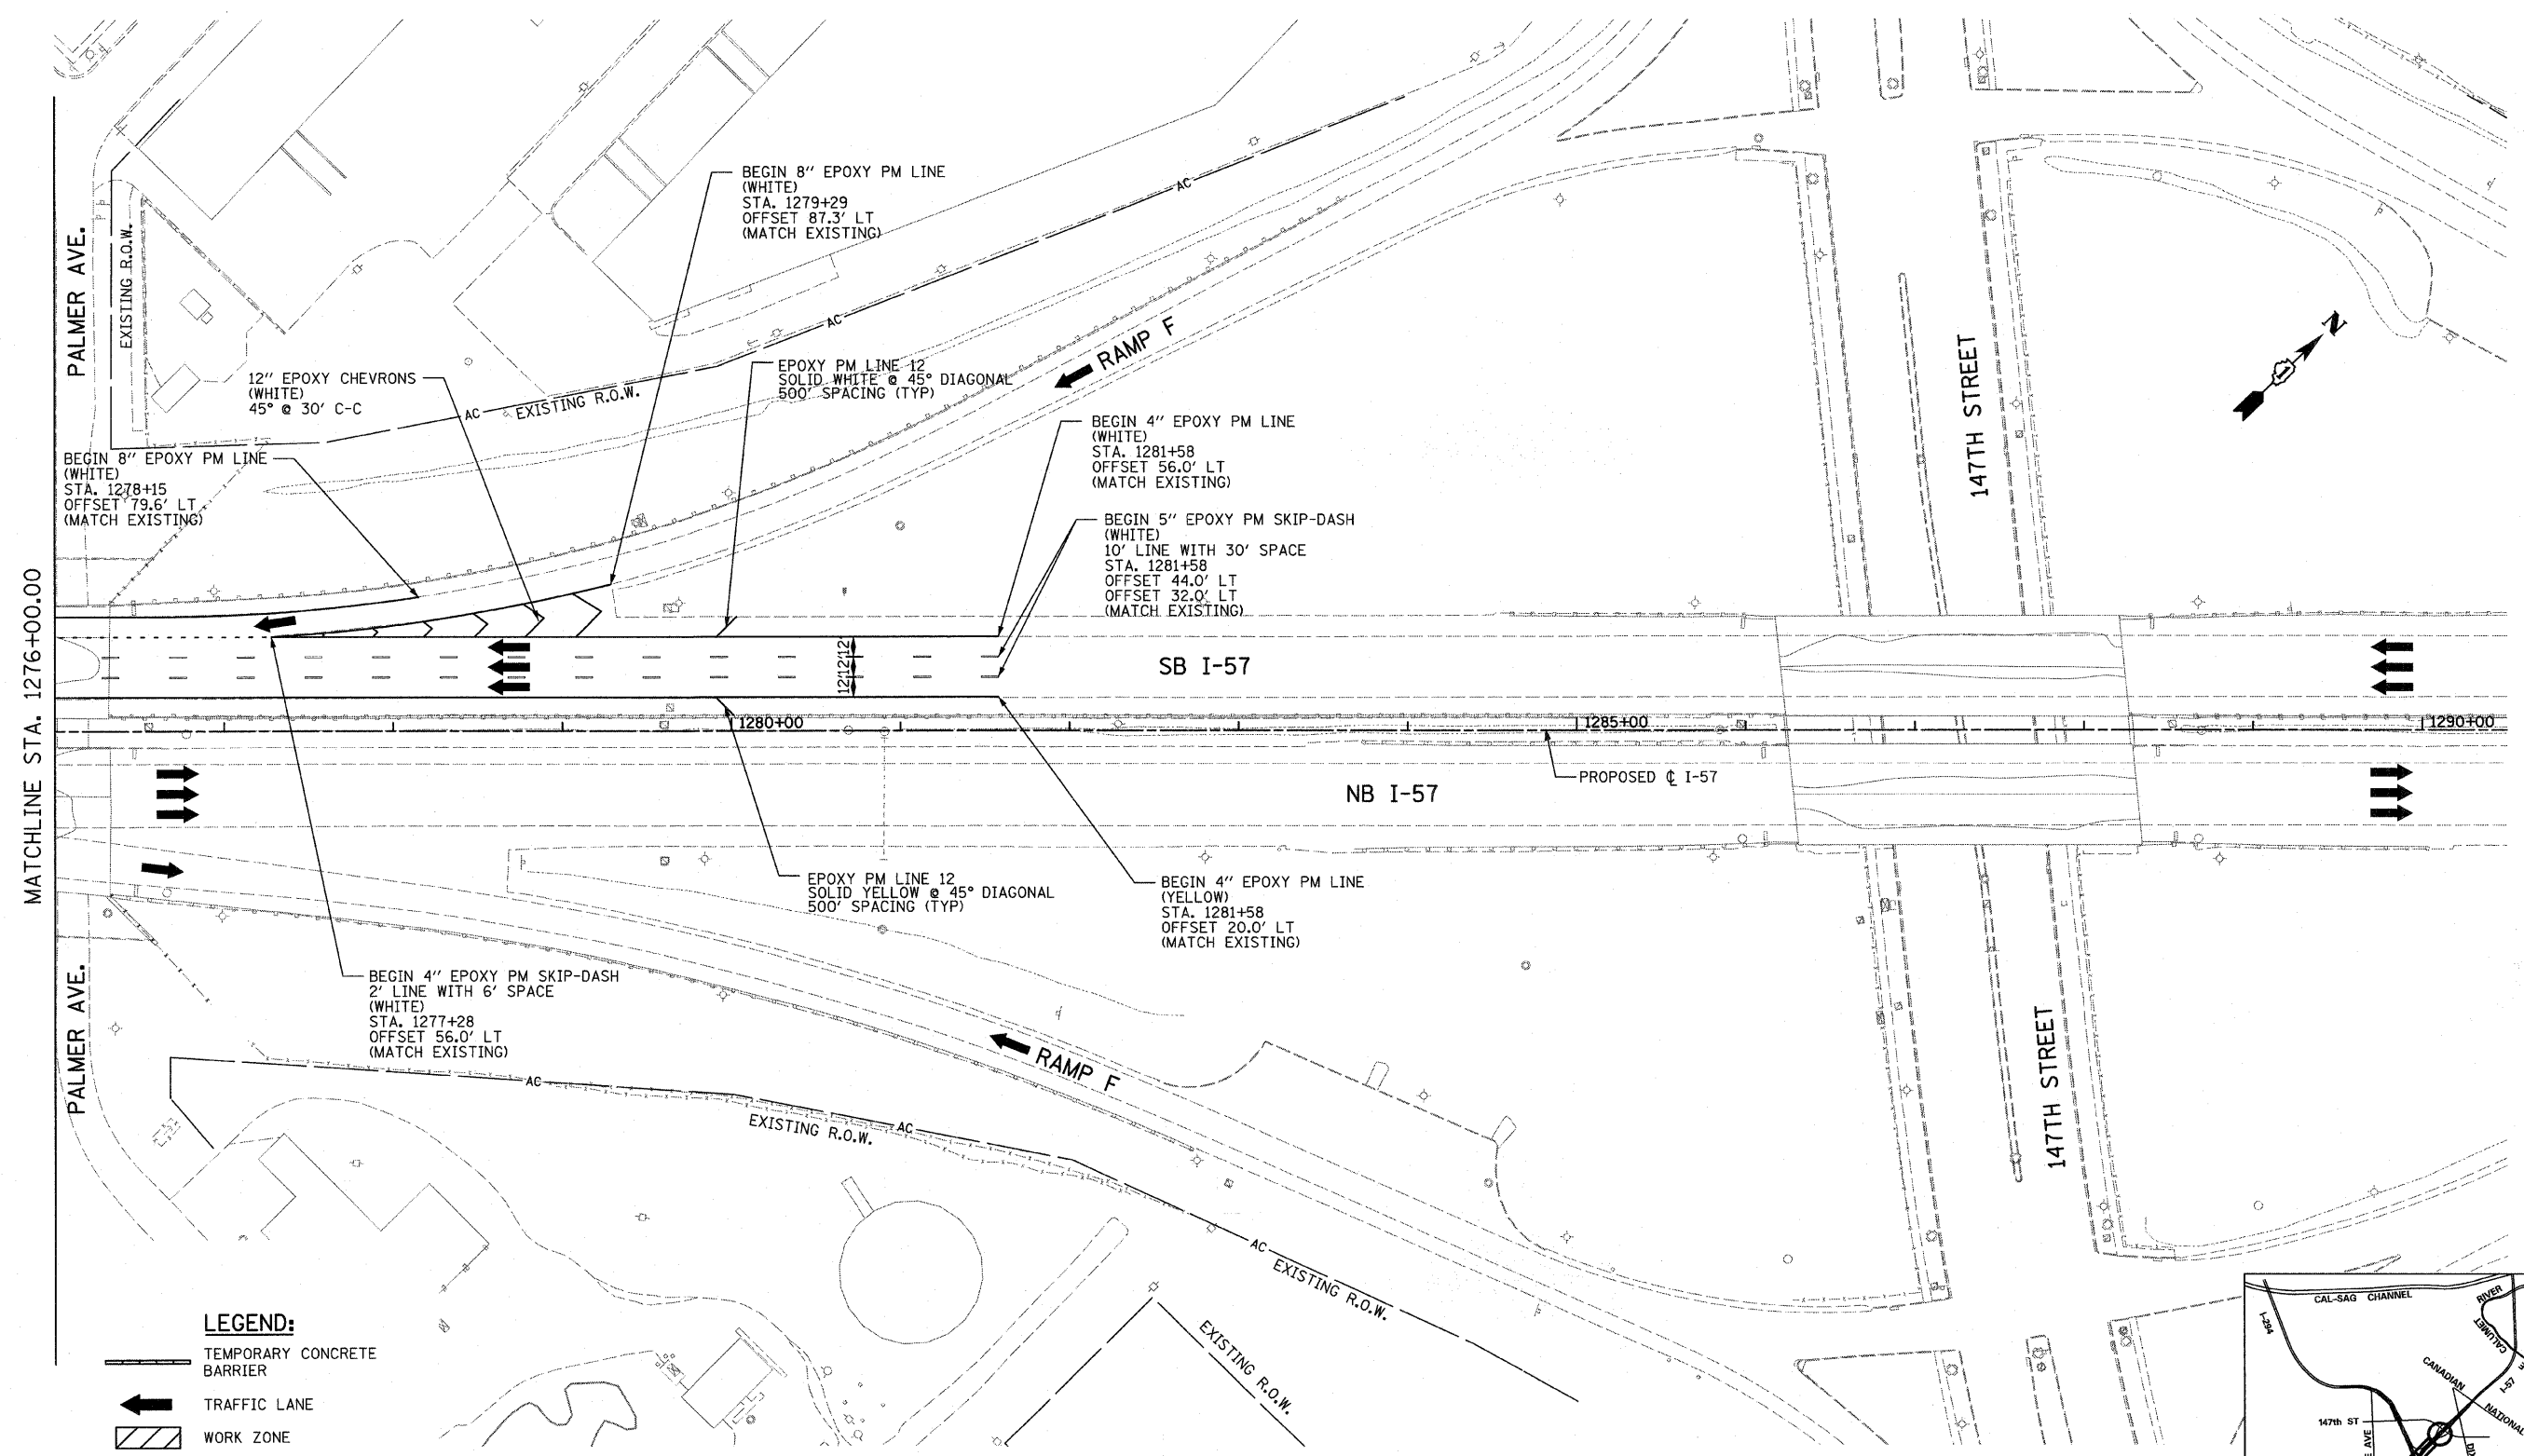 BEGIN 8" EPOXY PM LINE
(WHITE)
STA. 1279+29
OFFSET 87.3' LT
(MATCH EXISTING)
PALMER AVE.
EXISTING R.O.W.
AC
AC
RAMP F
N
147TH STREET
12" EPOXY CHEVRONS
(WHITE)
45° @ 30' C-C
EPOXY PM LINE 12
SOLID WHITE @ 45° DIAGONAL
500' SPACING (TYP)
AC
EXISTING R.O.W.
BEGIN 4" EPOXY PM LINE
(WHITE)
STA. 1281+58
OFFSET 56.0' LT
(MATCH EXISTING)
BEGIN 8" EPOXY PM LINE
(WHITE)
STA. 1278+15
OFFSET 79.6' LT
(MATCH EXISTING)
BEGIN 5" EPOXY PM SKIP-DASH
(WHITE)
10' LINE WITH 30' SPACE
STA. 1281+58
OFFSET 44.0' LT
OFFSET 32.0' LT
(MATCH EXISTING)
MATCHLINE STA. 1276+00.00
12'12'12'
SB I-57
1280+00
1285+00
1290+00
PROPOSED ℄ I-57
NB I-57
EPOXY PM LINE 12
SOLID YELLOW @ 45° DIAGONAL
500' SPACING (TYP)
BEGIN 4" EPOXY PM LINE
(YELLOW)
STA. 1281+58
OFFSET 20.0' LT
(MATCH EXISTING)
BEGIN 4" EPOXY PM SKIP-DASH
2' LINE WITH 6' SPACE
(WHITE)
STA. 1277+28
OFFSET 56.0' LT
(MATCH EXISTING)
PALMER AVE.
RAMP F
147TH STREET
AC
EXISTING R.O.W.
AC
AC
EXISTING R.O.W.
EXISTING R.O.W.
LEGEND:
TEMPORARY CONCRETE
BARRIER
TRAFFIC LANE
WORK ZONE
CAL-SAG CHANNEL
RIVER
CALUMET
I-294
CANADIAN
NATIONAL
I-57
147th ST
AVE